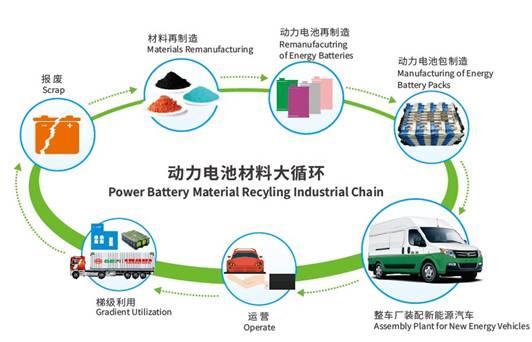 材料再制造
Materials Remanufacturing
动力电池再制造
Remanufacutring
of Energy Batteries
动力电池包制造
Manufacturing of Energy
Battery Packs
报废
Scrap
动力电池材料大循环
Power Battery Material Recyling Industrial Chain
梯级利用
Gradient Utilization
运营
Operate
整车厂装配新能源汽车
Assembly Plant for New Energy Vehicles